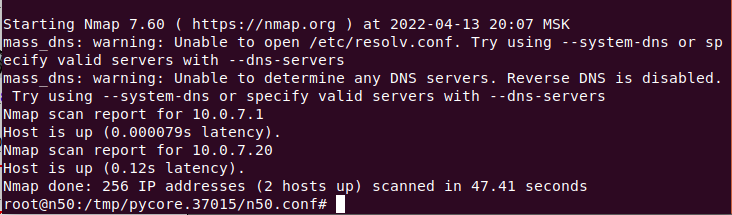 Starting Nmap 7.60 ( https://nmap.org ) at 2022-04-13 20:07 MSK
mass_dns: warning: Unable to open /etc/resolv.conf. Try using --system-dns or sp
ecify valid servers with --dns-servers
mass_dns: warning: Unable to determine any DNS servers. Reverse DNS is disabled.
 Try using --system-dns or specify valid servers with --dns-servers
Nmap scan report for 10.0.7.1
Host is up (0.000079s latency).
Nmap scan report for 10.0.7.20
Host is up (0.12s latency).
Nmap done: 256 IP addresses (2 hosts up) scanned in 47.41 seconds
root@n50:/tmp/pycore.37015/n50.conf#